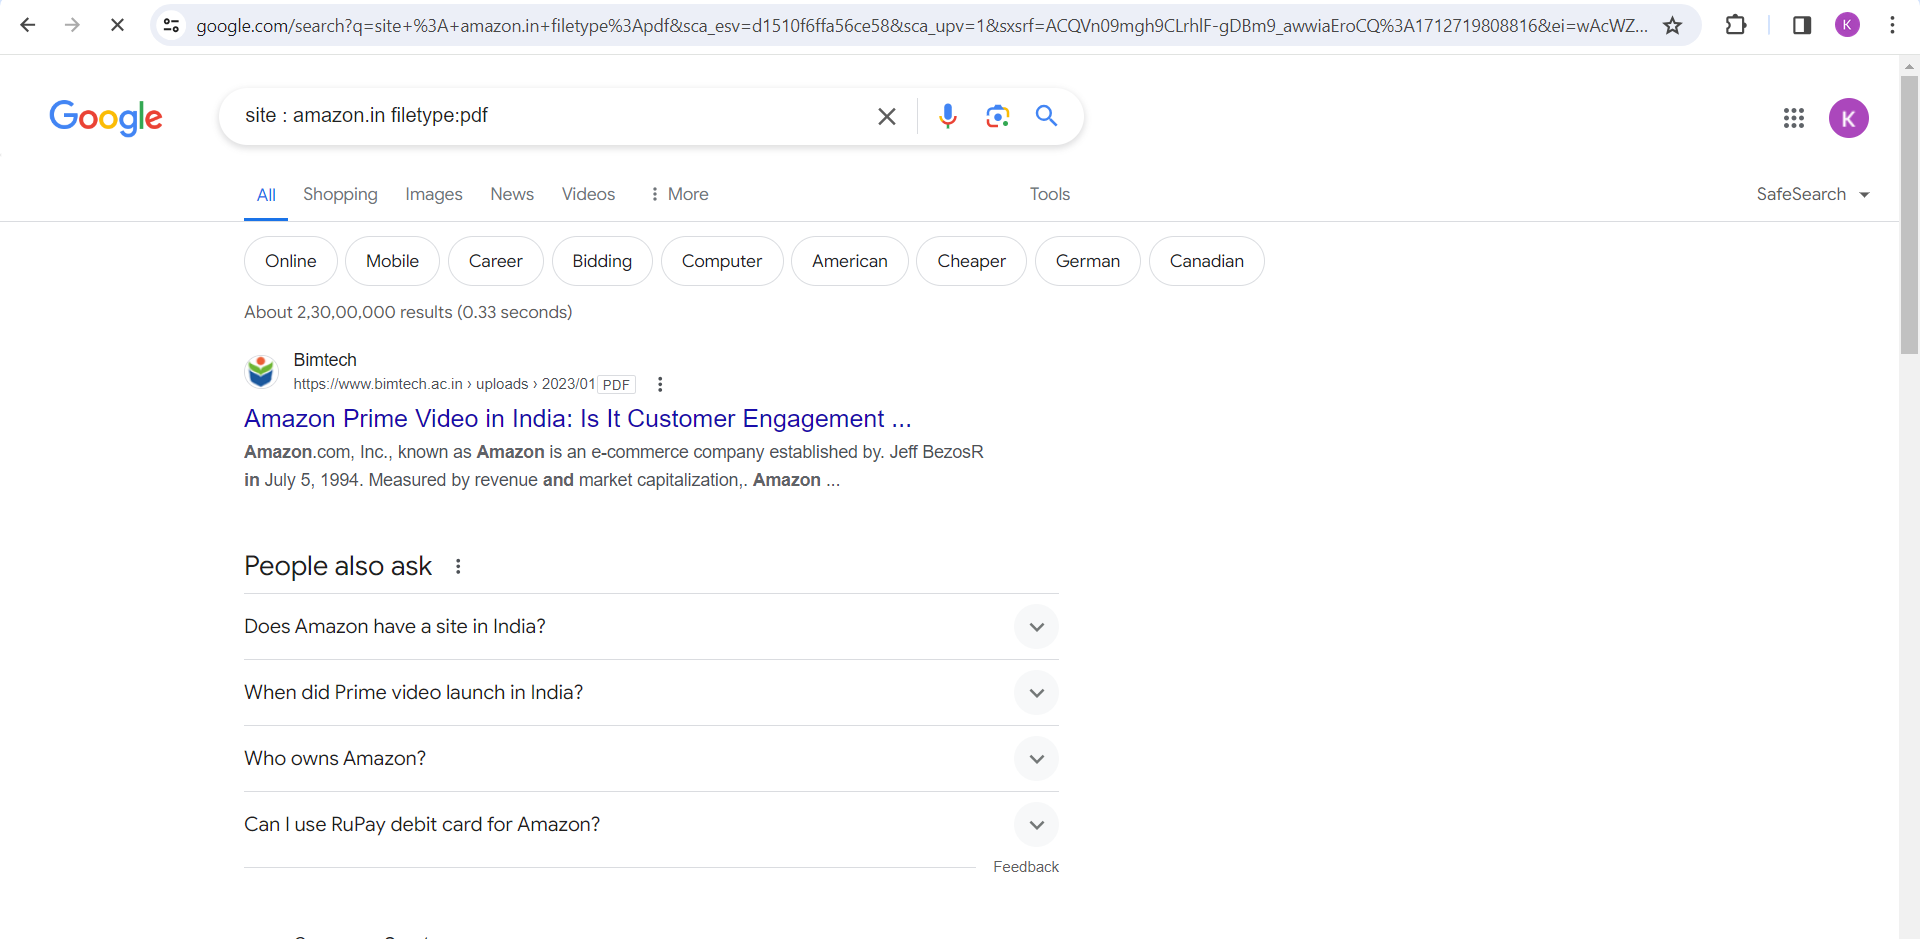 google.com/search?q=site+%3A+amazon.in+filetype%3Apdf&sca_esv=d1510f6ffa56ce58&sca_upv=1&sxsrf=ACQVn09mgh9CLrhlF-gDBm9_awwiaEroCQ%3A1712719808816&ei=wAcWZ...
K
Google
site : amazon.in filetype:pdf
K
All Shopping Images News Videos More Tools SafeSearch
Online Mobile Career Bidding Computer American Cheaper German Canadian
About 2,30,00,000 results (0.33 seconds)
Bimtech
https://www.bimtech.ac.in › uploads › 2023/01 PDF
Amazon Prime Video in India: Is It Customer Engagement ...
Amazon.com, Inc., known as Amazon is an e-commerce company established by. Jeff BezosR
in July 5, 1994. Measured by revenue and market capitalization,. Amazon ...
People also ask
Does Amazon have a site in India?
When did Prime video launch in India?
Who owns Amazon?
Can I use RuPay debit card for Amazon?
Feedback